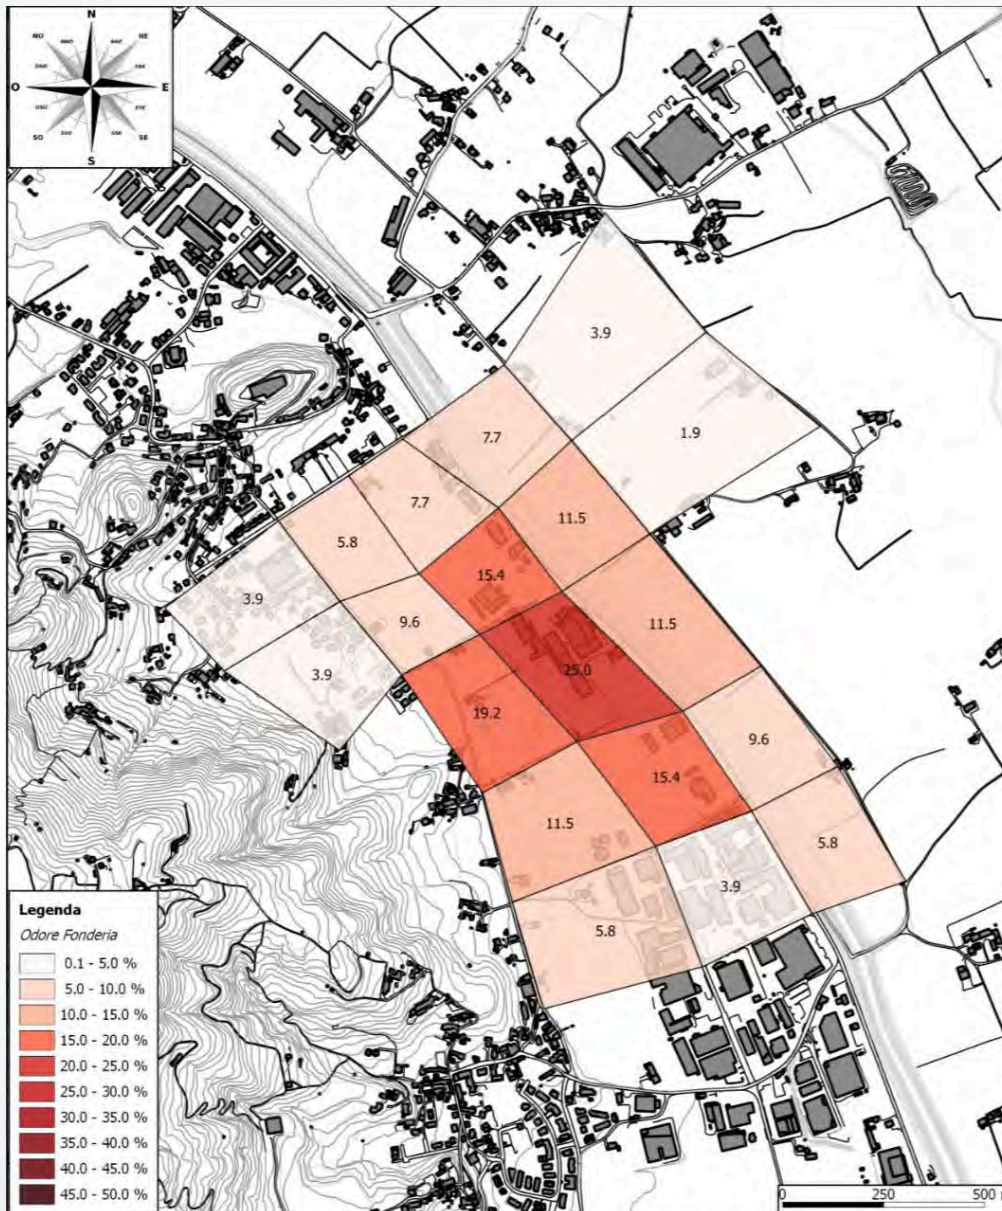 N
NO
NE
O
E
SO
SE
S
3.9
1.9
7.7
7.7
11.5
5.8
15.4
3.9
9.6
11.5
25.0
3.9
19.2
9.6
15.4
11.5
5.8
3.9
5.8
Legenda
Odore Fonderia
0.1 - 5.0 %
5.0 - 10.0 %
10.0 - 15.0 %
15.0 - 20.0 %
20.0 - 25.0 %
25.0 - 30.0 %
30.0 - 35.0 %
35.0 - 40.0 %
40.0 - 45.0 %
45.0 - 50.0 %
0 250 500